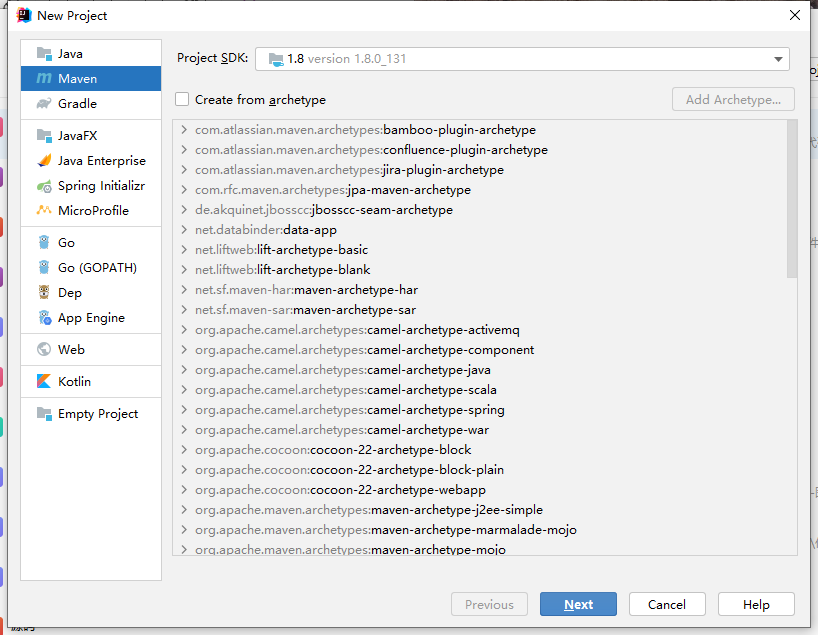 New Project
Java
Maven
Gradle
JavaFX
Java Enterprise
Spring Initializr
MicroProfile
Go
Go (GOPATH)
Dep
App Engine
Web
Kotlin
Empty Project
Project SDK: 1.8 version 1.8.0_131
Create from archetype
Add Archetype...
com.atlassian.maven.archetypes:bamboo-plugin-archetype
com.atlassian.maven.archetypes:confluence-plugin-archetype
com.atlassian.maven.archetypes:jira-plugin-archetype
com.rfc.maven.archetypes:jpa-maven-archetype
de.akquinet.jbosscc:jbosscc-seam-archetype
net.databinder:data-app
net.liftweb:lift-archetype-basic
net.liftweb:lift-archetype-blank
net.sf.maven-har:maven-archetype-har
net.sf.maven-sar:maven-archetype-sar
org.apache.camel.archetypes:camel-archetype-activemq
org.apache.camel.archetypes:camel-archetype-component
org.apache.camel.archetypes:camel-archetype-java
org.apache.camel.archetypes:camel-archetype-scala
org.apache.camel.archetypes:camel-archetype-spring
org.apache.camel.archetypes:camel-archetype-war
org.apache.cocoon:cocoon-22-archetype-block
org.apache.cocoon:cocoon-22-archetype-block-plain
org.apache.cocoon:cocoon-22-archetype-webapp
org.apache.maven.archetypes:maven-archetype-j2ee-simple
org.apache.maven.archetypes:maven-archetype-marmalade-mojo
org.apache.maven.archetypes:maven-archetype-mojo
Previous
Next
Cancel
Help